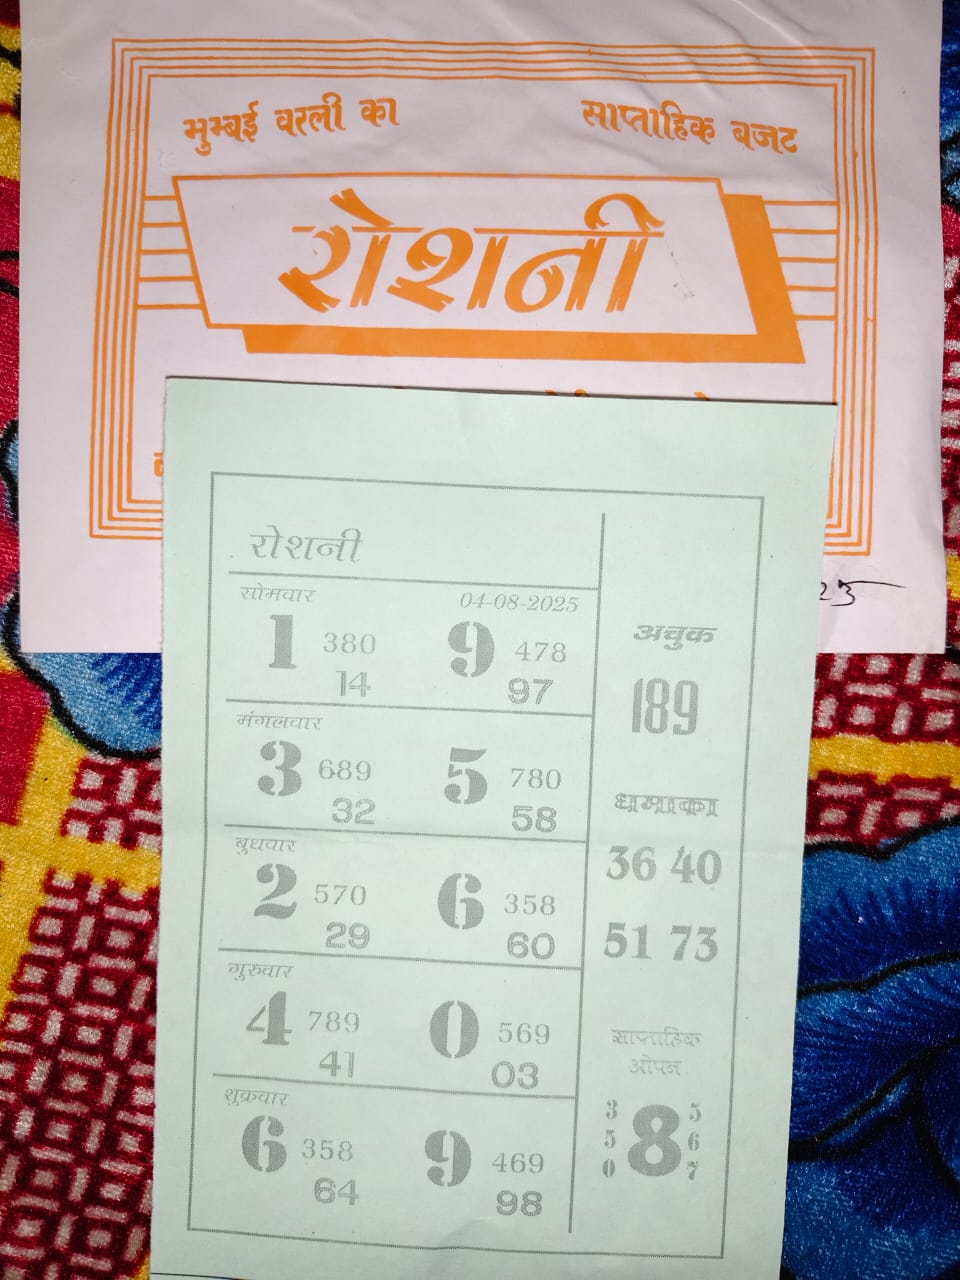 मुम्बई वरली का साप्ताहिक बजट
रोशनी
रोशनी
सोमवार 04-08-2025
1 380 9 478
14 97
मंगलवार
3 689 5 780
32 58
बुधवार
2 570 6 358
29 60
गुरुवार
4 789 0 569
41 03
शुक्रवार
6 358 9 469
64 98
अचुक
189
धमाका
36 40
51 73
साप्ताहिक
ओपन
3 5
5 8 6
0 7